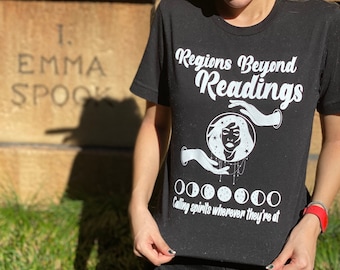 I.
EMMA
SPOOK
Regions Beyond
Readings
Calling spirits wherever they're at